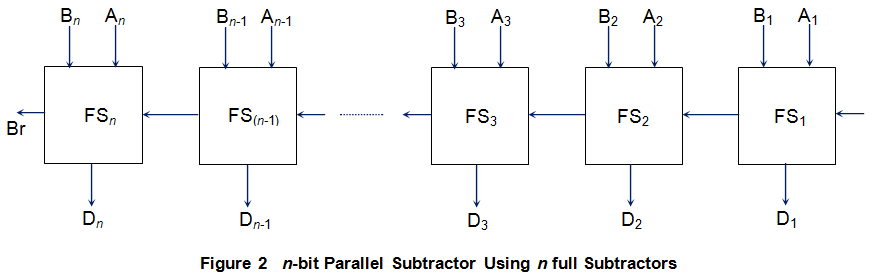 Bn An Bn-1 An-1 B3 A3 B2 A2 B1 A1
FSn FS(n-1) FS3 FS2 FS1
Br
Dn Dn-1 D3 D2 D1
Figure 2 n-bit Parallel Subtractor Using n full Subtractors